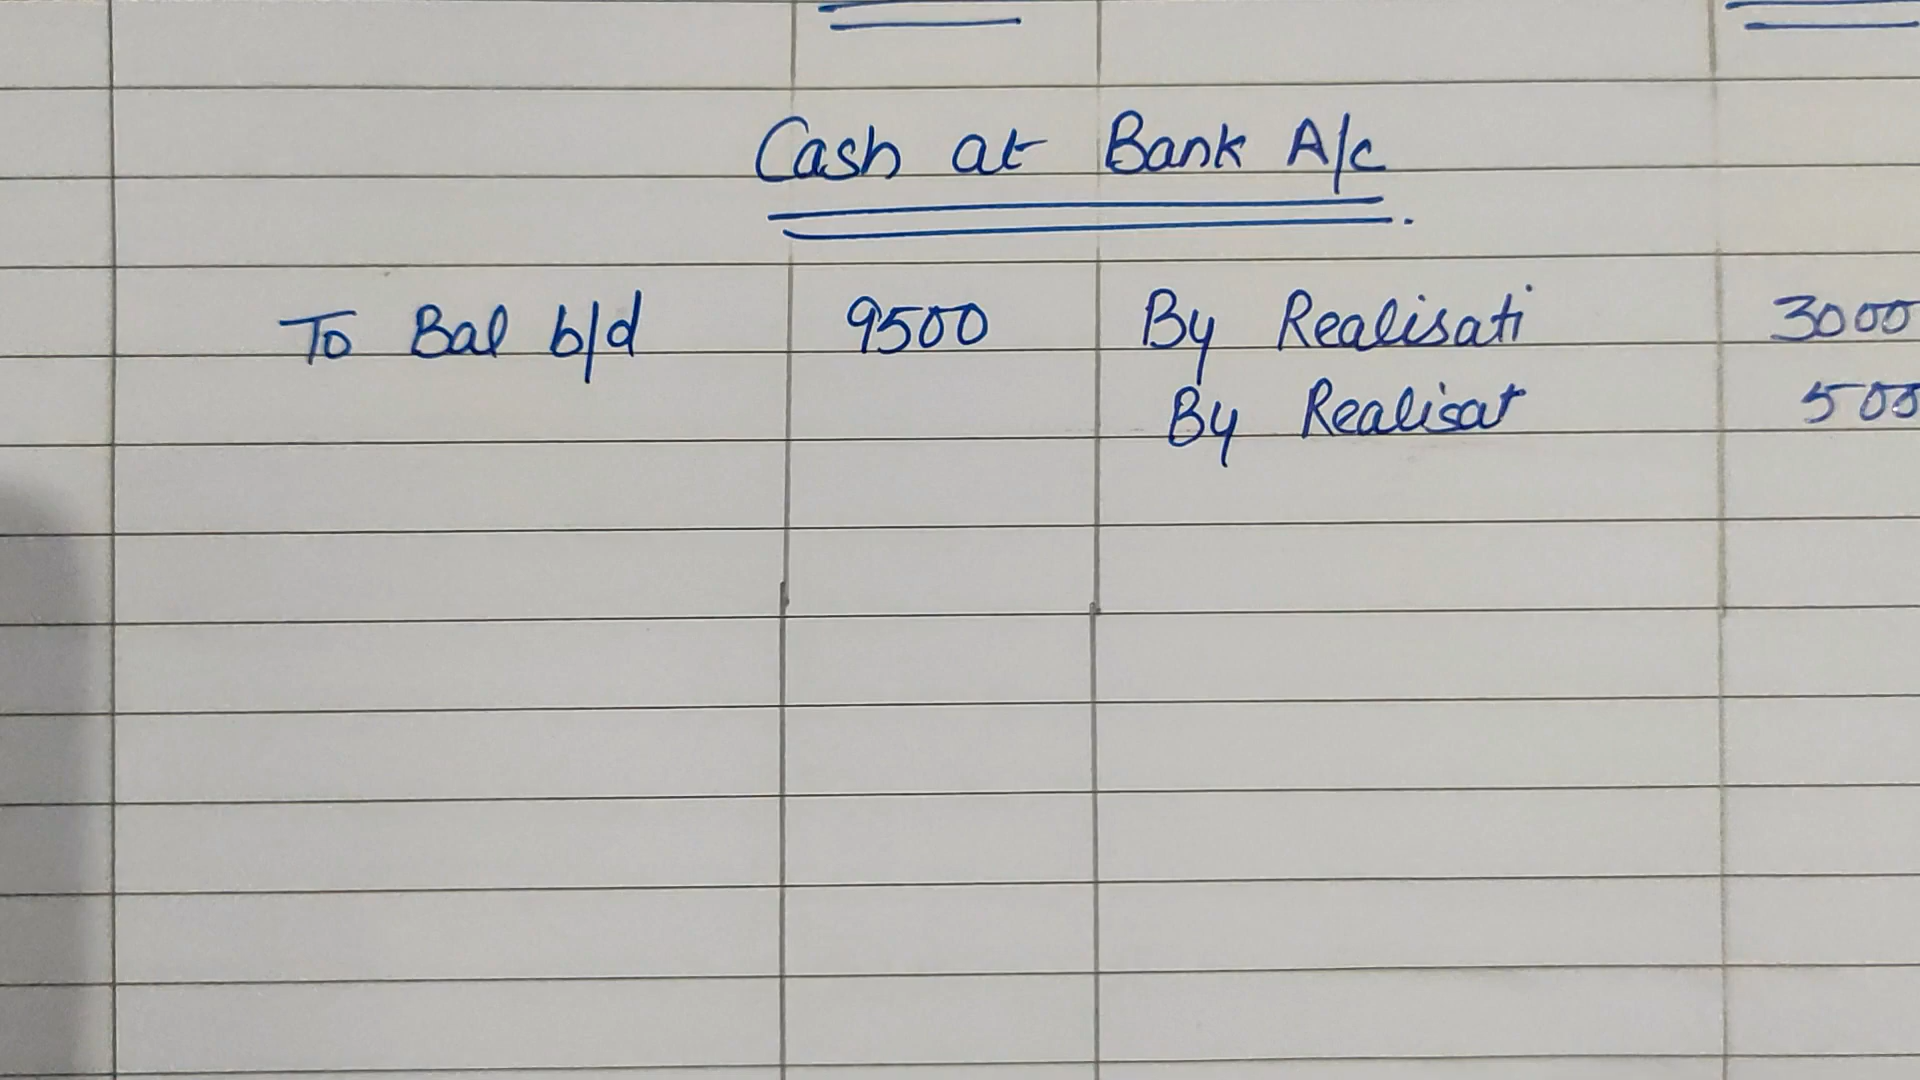 Cash at Bank A/c
To Bal b/d 9500 By Realisati 3000
By Realisat 500